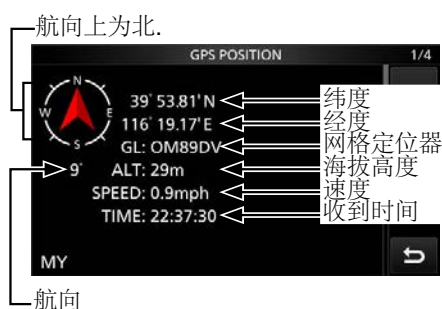 航向上为北.
GPS POSITION 1/4
N
W E
S
39°53.81'N 纬度
116°19.17'E 经度
GL: OM89DV 网格定位器
9° ALT: 29m 海拔高度
SPEED: 0.9mph 速度
TIME: 22:37:30 收到时间
MY
航向